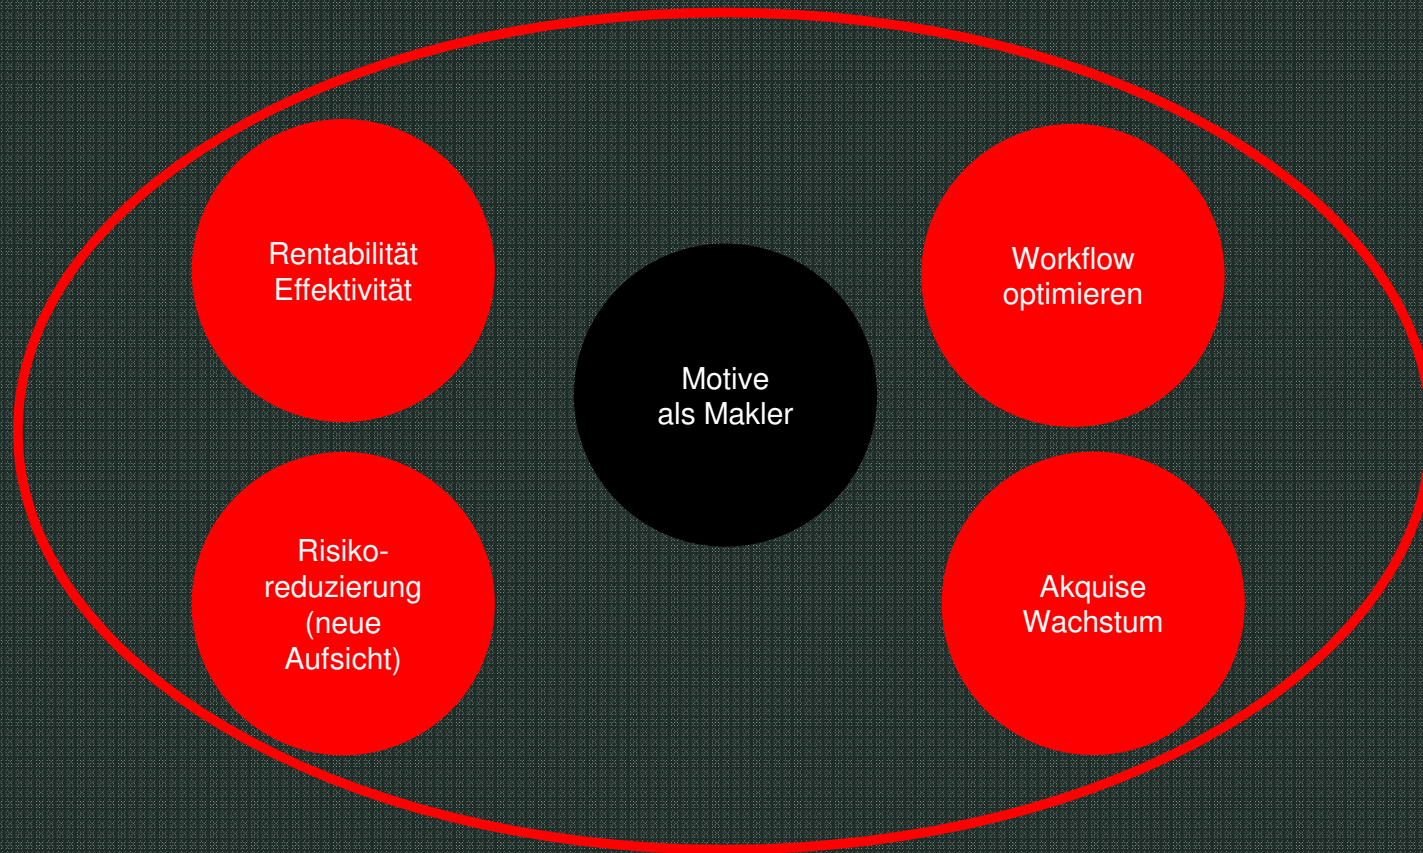 Rentabilität
Effektivität
Workflow
optimieren
Motive
als Makler
Risiko-
reduzierung
(neue
Aufsicht)
Akquise
Wachstum